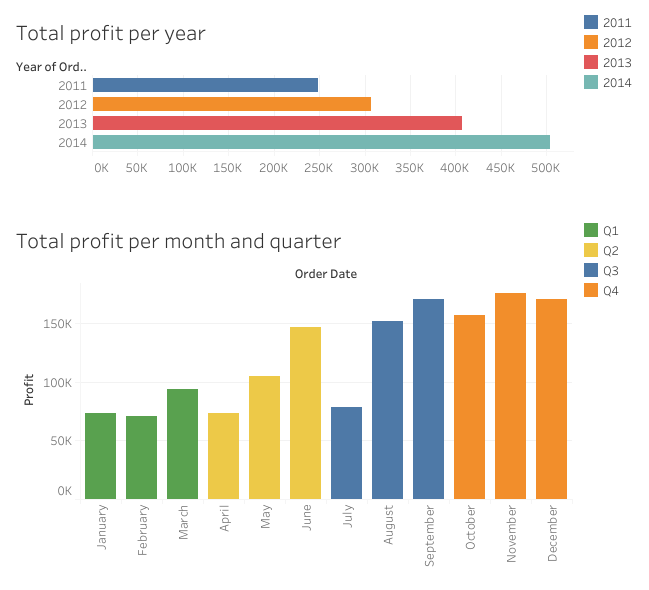 Total profit per year
2011
2012
2013
2014
Year of Ord..
2011
2012
2013
2014
0K 50K 100K 150K 200K 250K 300K 350K 400K 450K 500K
Total profit per month and quarter
Q1
Q2
Q3
Q4
Order Date
Profit
150K
100K
50K
0K
January February March April May June July August September October November December